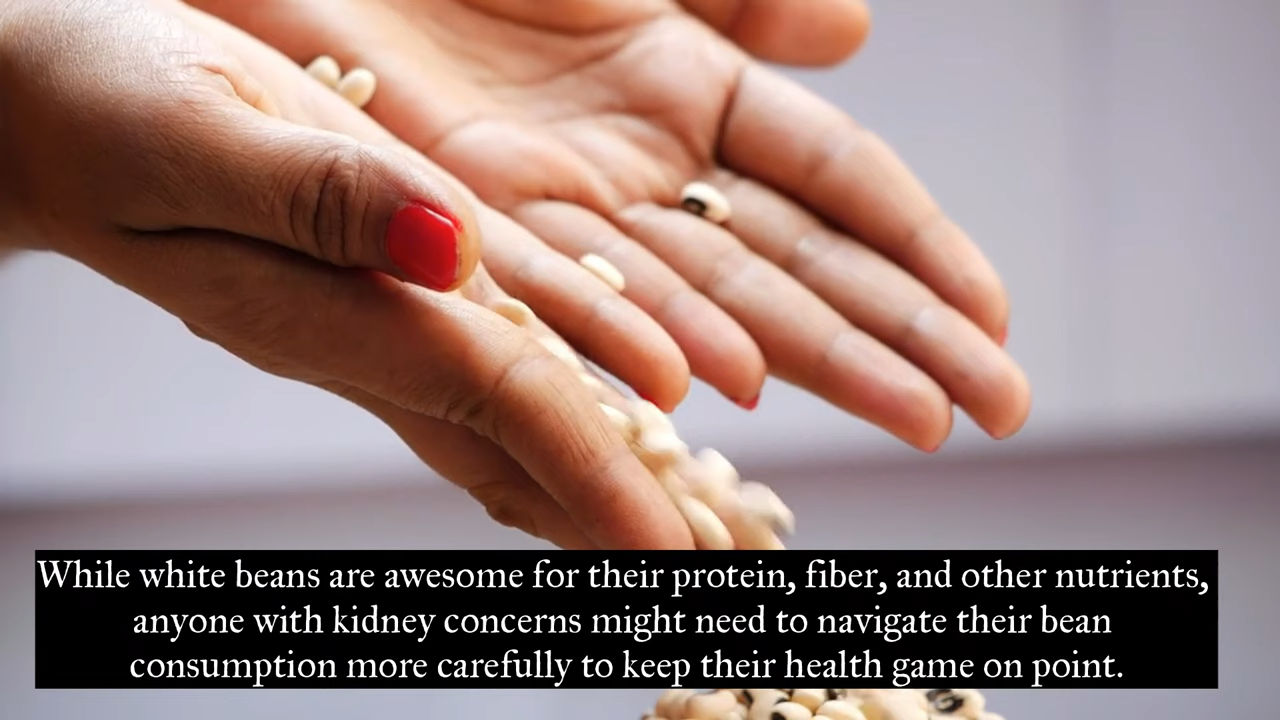 While white beans are awesome for their protein, fiber, and other nutrients,
anyone with kidney concerns might need to navigate their bean
consumption more carefully to keep their health game on point.